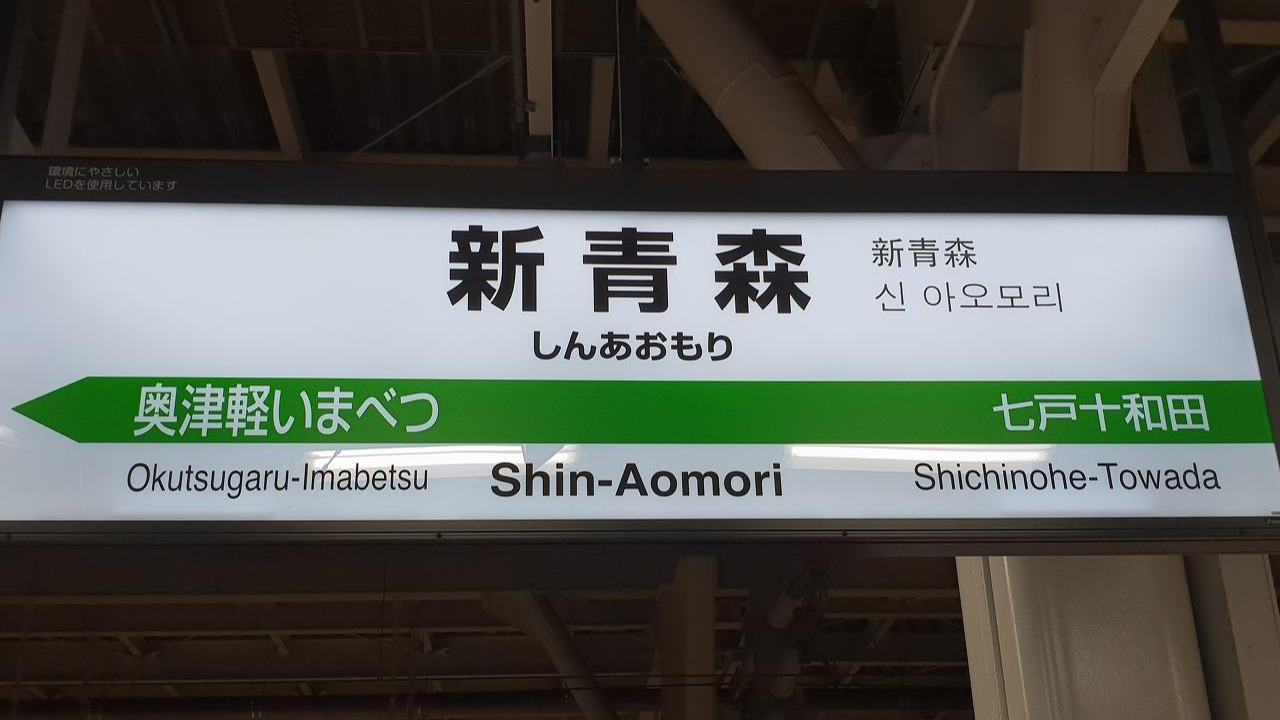 環境にやさしい
LEDを使用しています
新青森
新青森
신 아오모리
しんあおもり
奥津軽いまべつ 七戸十和田
Okutsugaru-Imabetsu Shin-Aomori Shichinohe-Towada